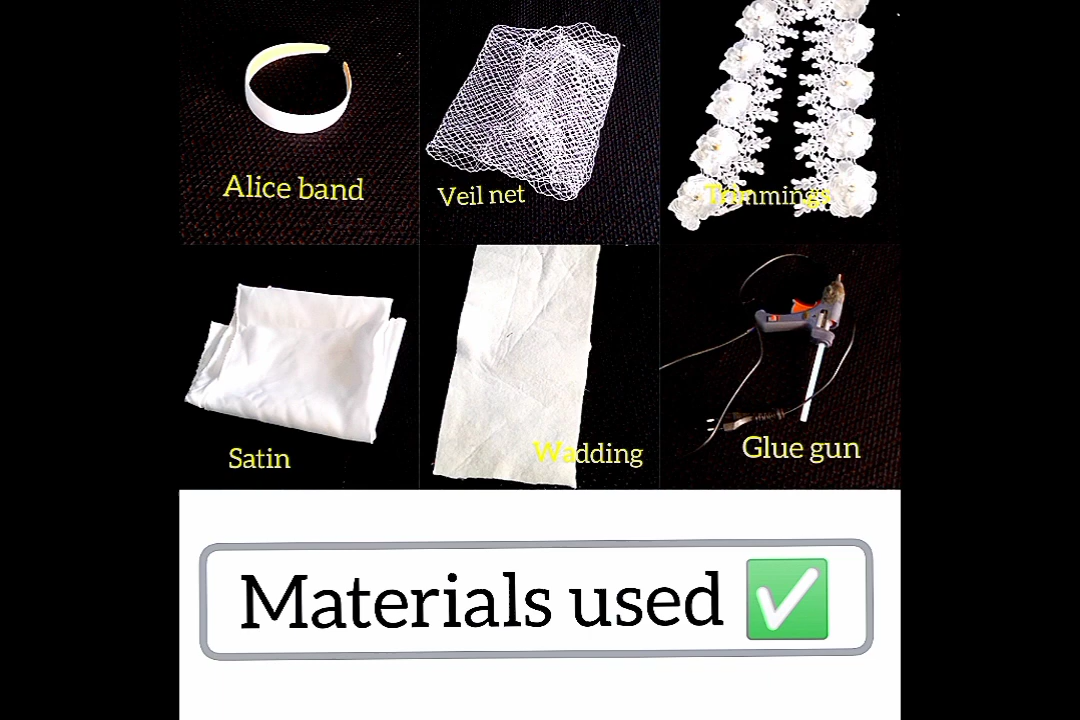 Alice band
Veil net
Trimmings
Satin
Wadding
Glue gun
Materials used ✅